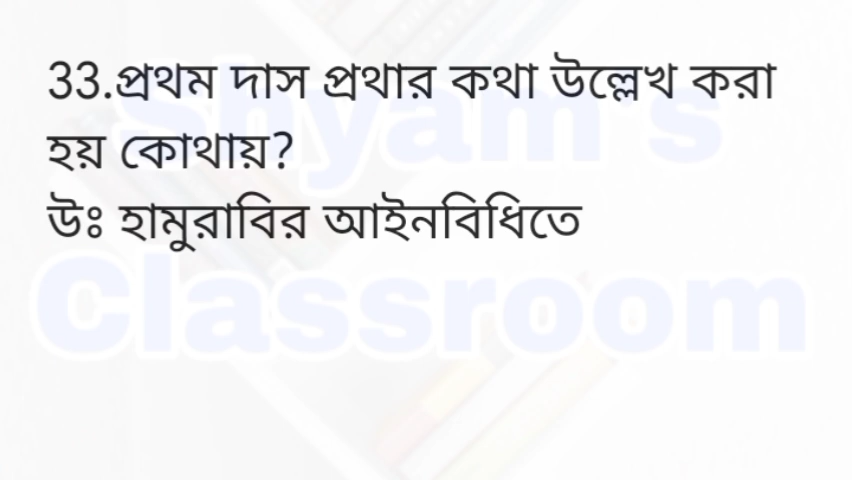 33.প্রথম দাস প্রথার কথা উল্লেখ করা
হয় কোথায়?
উঃ হামুরাবির আইনবিধিতে
Shyam's
Classroom